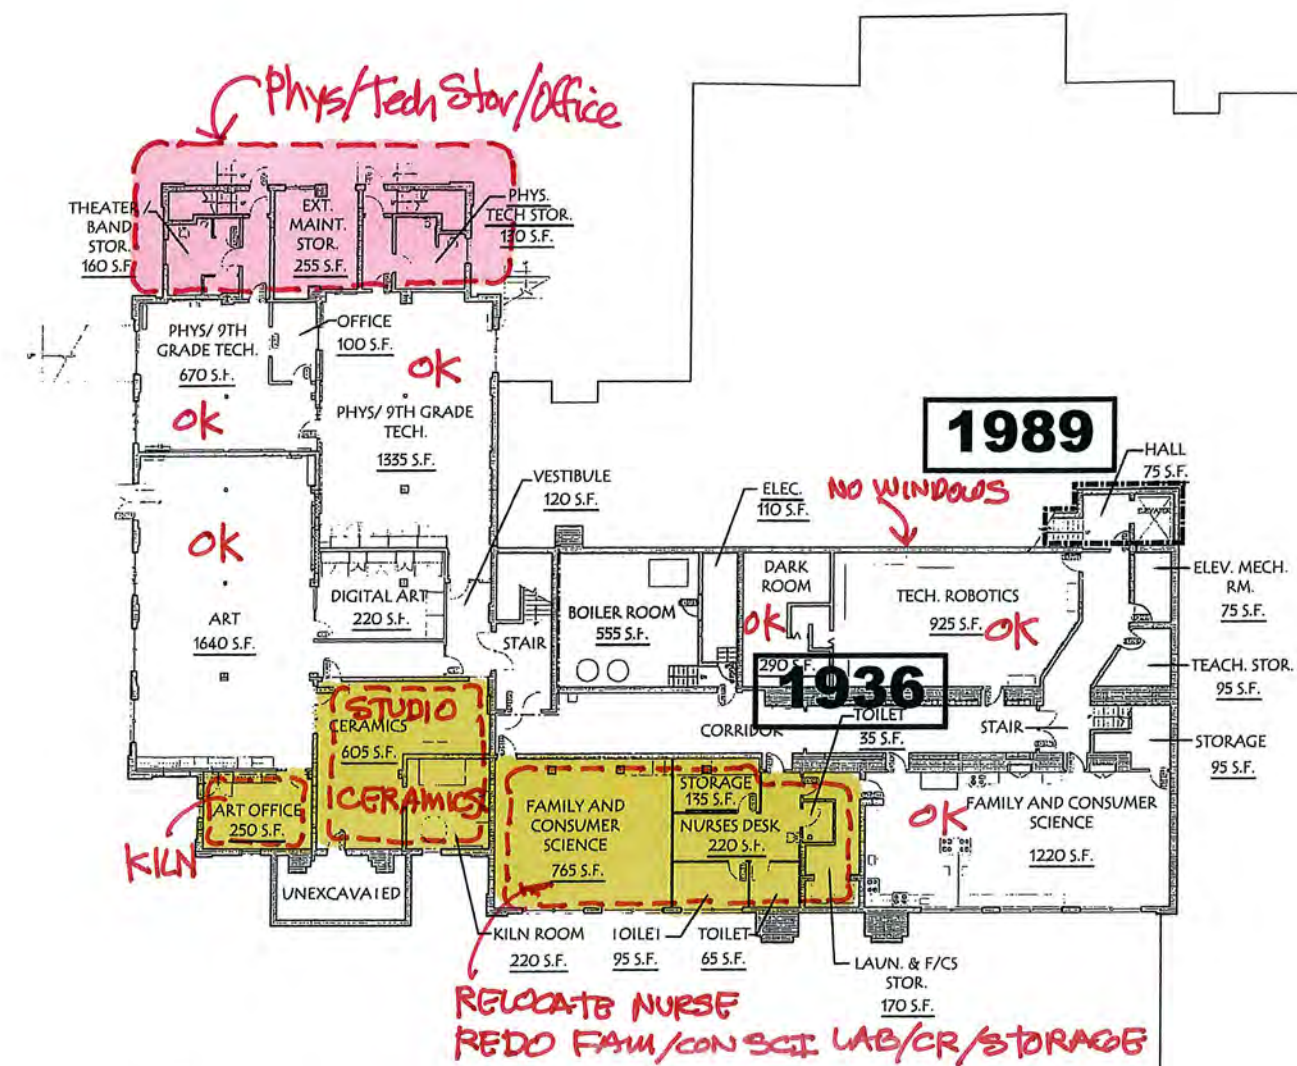 Phys/Tech Stor/Office
THEATER/
BAND
STOR.
160 S.F.
EXT.
MAINT.
STOR.
255 S.F.
PHYS.
TECH STOR.
130 S.F.
PHYS/ 9TH
GRADE TECH.
670 S.F.
OK
OFFICE
100 S.F.
OK
PHYS/ 9TH GRADE
TECH.
1335 S.F.
1989
HALL
75 S.F.
ELEVATOR
VESTIBULE
120 S.F.
ELEC.
110 S.F.
NO WINDOWS
OK
ART
1640 S.F.
DIGITAL ART
220 S.F.
STAIR
BOILER ROOM
555 S.F.
DARK
ROOM
OK
290 S.F.
TECH. ROBOTICS
925 S.F.
OK
ELEV. MECH.
RM.
75 S.F.
TEACH. STOR.
95 S.F.
1936
CORRIDOR
TOILET
35 S.F.
STAIR
STORAGE
95 S.F.
STUDIO
CERAMICS
605 S.F.
CERAMICS
ART OFFICE
250 S.F.
KILN
UNEXCAVATED
FAMILY AND
CONSUMER
SCIENCE
765 S.F.
STORAGE
135 S.F.
NURSES DESK
220 S.F.
OK
FAMILY AND CONSUMER
SCIENCE
1220 S.F.
KILN ROOM
220 S.F.
TOILET
95 S.F.
TOILET
65 S.F.
LAUN. & F/CS
STOR.
170 S.F.
RELOCATE NURSE
REDO FAM/CON SCI LAB/CR/STORAGE